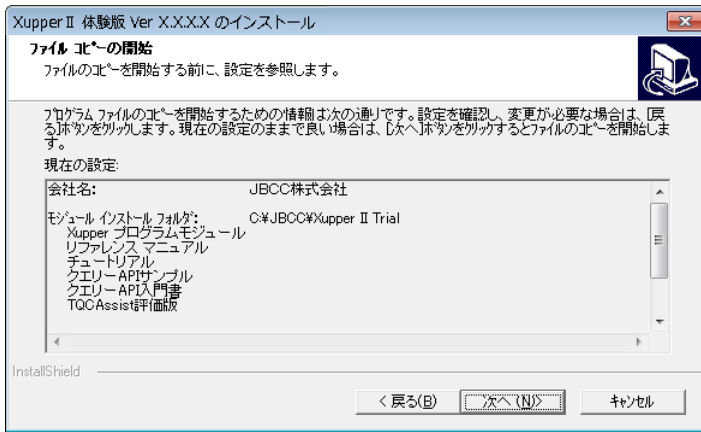 XupperⅡ 体験版 Ver X.X.X.X のインストール
ファイル コピーの開始
ファイルのコピーを開始する前に、設定を参照します。
プログラム ファイルのコピーを開始するための情報は次の通りです。設定を確認し、変更が必要な場合は、[戻
る]ボタンをクリックします。現在の設定のままで良い場合は、[次へ]ボタンをクリックするとファイルのコピーを開始しま
す。
現在の設定:
会社名: JBCC株式会社
モジュール インストール フォルダ: C:¥JBCC¥Xupper II Trial
Xupper プログラムモジュール
リファレンス マニュアル
チュートリアル
クエリーAPIサンプル
クエリーAPI入門書
TQCAssist評価版
InstallShield
< 戻る(B)
次へ (N)>
キャンセル